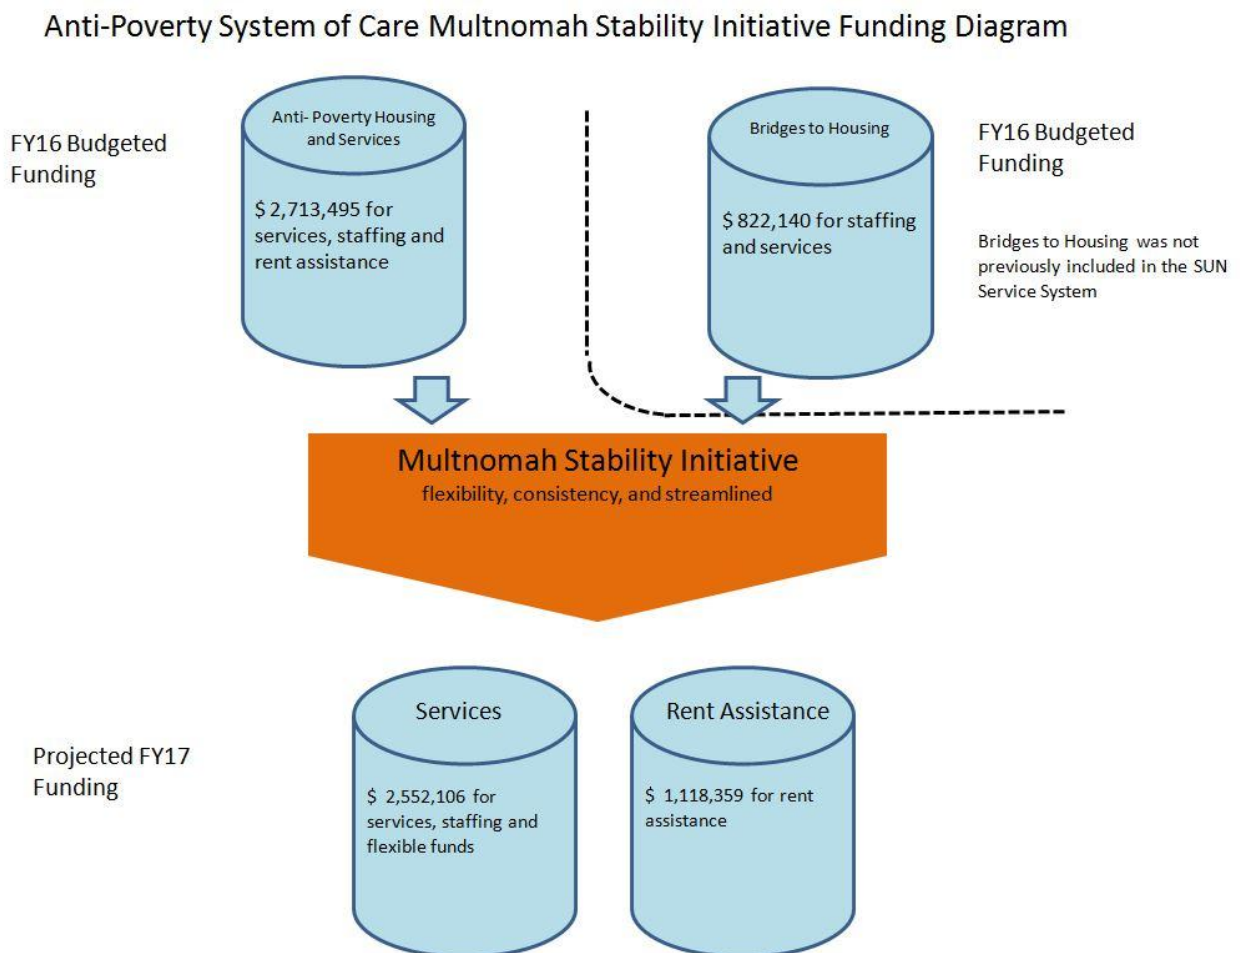 Anti-Poverty System of Care Multnomah Stability Initiative Funding Diagram
FY16 Budgeted
Funding
Anti- Poverty Housing
and Services
$ 2,713,495 for
services, staffing and
rent assistance
Bridges to Housing
$ 822,140 for staffing
and services
FY16 Budgeted
Funding
Bridges to Housing was not
previously included in the SUN
Service System
Multnomah Stability Initiative
flexibility, consistency, and streamlined
Projected FY17
Funding
Services
$ 2,552,106 for
services, staffing and
flexible funds
Rent Assistance
$ 1,118,359 for rent
assistance